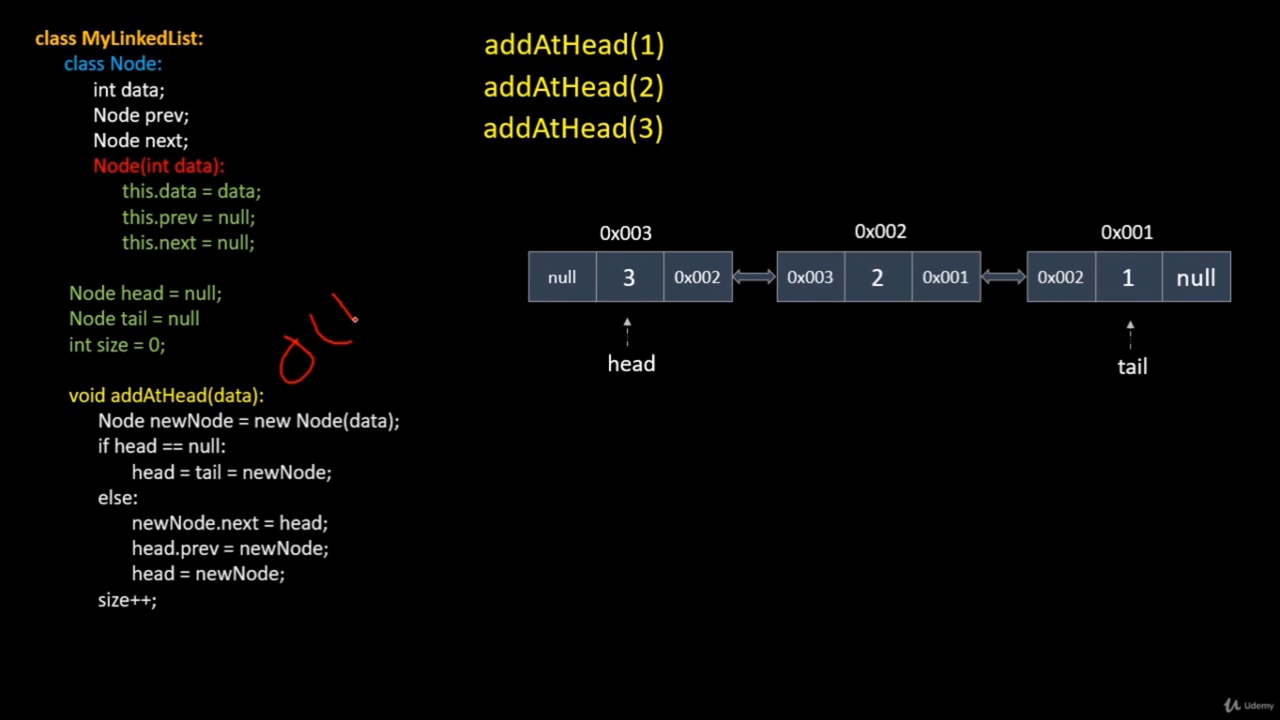 class MyLinkedList:
class Node:
int data;
Node prev;
Node next;
Node(int data):
this.data = data;
this.prev = null;
this.next = null;
Node head = null;
Node tail = null
int size = 0;
void addAtHead(data):
Node newNode = new Node(data);
if head == null:
head = tail = newNode;
else:
newNode.next = head;
head.prev = newNode;
head = newNode;
size++;
addAtHead(1)
addAtHead(2)
addAtHead(3)
0x003 0x002 0x001
null 3 0x002 0x003 2 0x001 0x002 1 null
head tail
Udemy